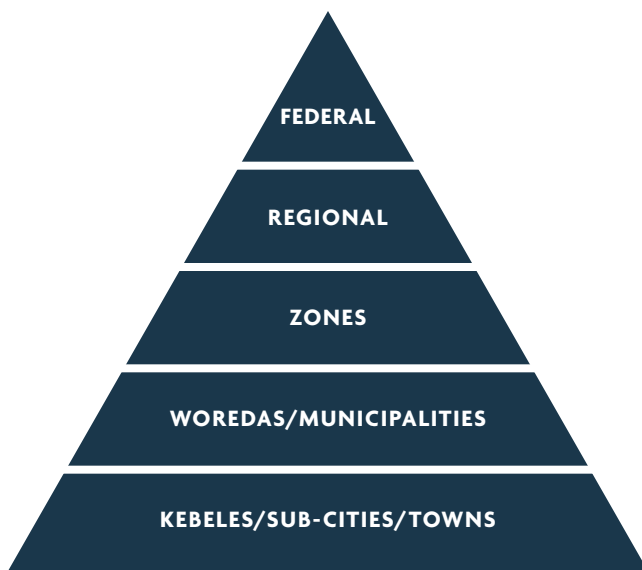 FEDERAL
REGIONAL
ZONES
WOREDAS/MUNICIPALITIES
KEBELES/SUB-CITIES/TOWNS